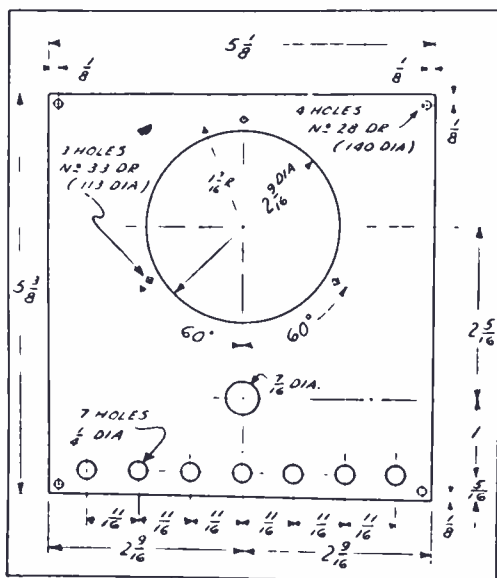 5 1/8
1/8
1/8
4 HOLES
Nº 28 DR
(140 DIA)
1/8
3 HOLES
Nº 33 DR
(113 DIA)
2 9/16 DIA
5 3/8
2 5/16
60°
60°
7/16 DIA.
1
7 HOLES
1/4 DIA
5/16
11/16 11/16 11/16 11/16 11/16 11/16
1/8
2 9/16 2 9/16